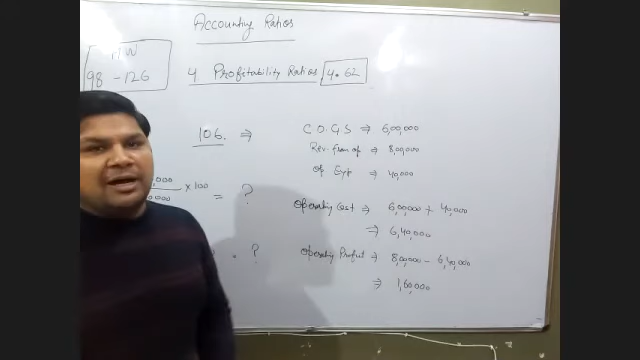 Accounting Ratios
HW
98 - 126
4 Profitability Ratios 4.62
106. ⇒
C.O.G.S ⇒ 6,00,000
Rev. from op ⇒ 8,00,000
op Exp ⇒ 40,000
× 100 = ?
operating Cost ⇒ 6,00,000 + 40,000
⇒ 6,40,000
= ?
operating Profit ⇒ 8,00,000 - 6,40,000
⇒ 1,60,000